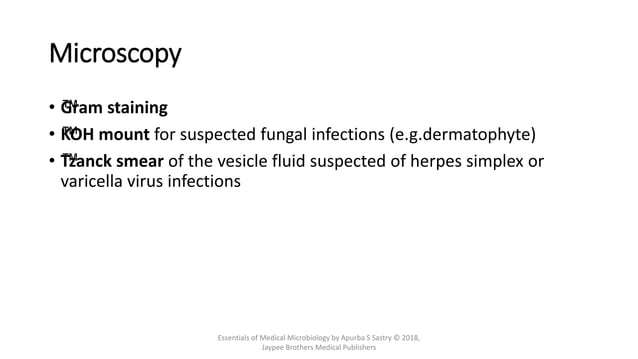 Microscopy
• Gram staining
• KOH mount for suspected fungal infections (e.g.dermatophyte)
• Tzanck smear of the vesicle fluid suspected of herpes simplex or
varicella virus infections
Essentials of Medical Microbiology by Apurba S Sastry © 2018,
Jaypee Brothers Medical Publishers